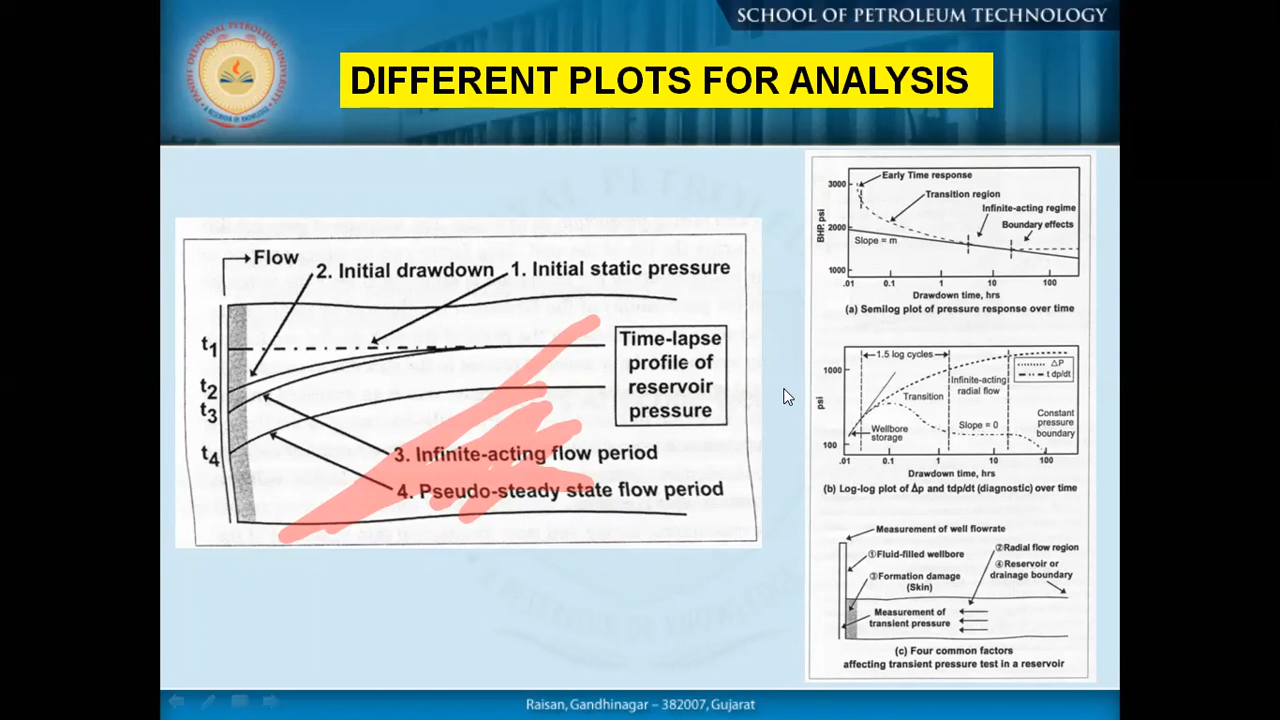 SCHOOL OF PETROLEUM TECHNOLOGY
DIFFERENT PLOTS FOR ANALYSIS
Flow
2. Initial drawdown
1. Initial static pressure
t1
t2
t3
t4
Time-lapse
profile of
reservoir
pressure
3. Infinite-acting flow period
4. Pseudo-steady state flow period
Early Time response
Transition region
Infinite-acting regime
Boundary effects
Slope = m
BHP, psi
3000
2000
1000
.01 0.1 1 10 100
Drawdown time, hrs
(a) Semilog plot of pressure response over time
1.5 log cycles
△P
t dp/dt
Infinite-acting
radial flow
Transition
Slope = 0
Constant
pressure
boundary
Wellbore
storage
psi
1000
100
.01 0.1 1 10 100
Drawdown time, hrs
(b) Log-log plot of Δp and tdp/dt (diagnostic) over time
Measurement of well flowrate
①Fluid-filled wellbore
②Radial flow region
③Formation damage
(Skin)
④Reservoir or
drainage boundary
Measurement of
transient pressure
(c) Four common factors
affecting transient pressure test in a reservoir
Raisan, Gandhinagar – 382007, Gujarat